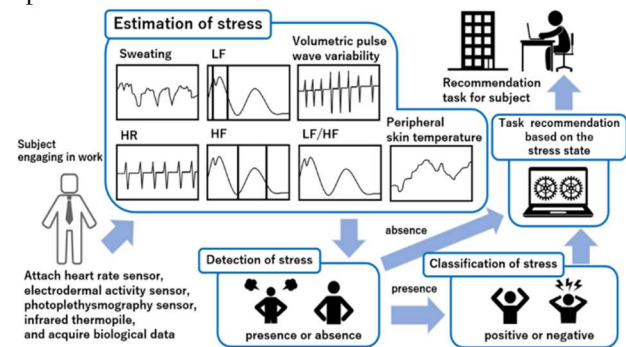 Estimation of stress
Sweating
LF
Volumetric pulse
wave variability
HR
HF
LF/HF
Peripheral
skin temperature
Subject
engaging in work
Attach heart rate sensor,
electrodermal activity sensor,
photoplethysmography sensor,
infrared thermopile,
and acquire biological data
Detection of stress
presence or absence
absence
presence
Classification of stress
positive or negative
Task recommendation
based on the
stress state
Recommendation
task for subject